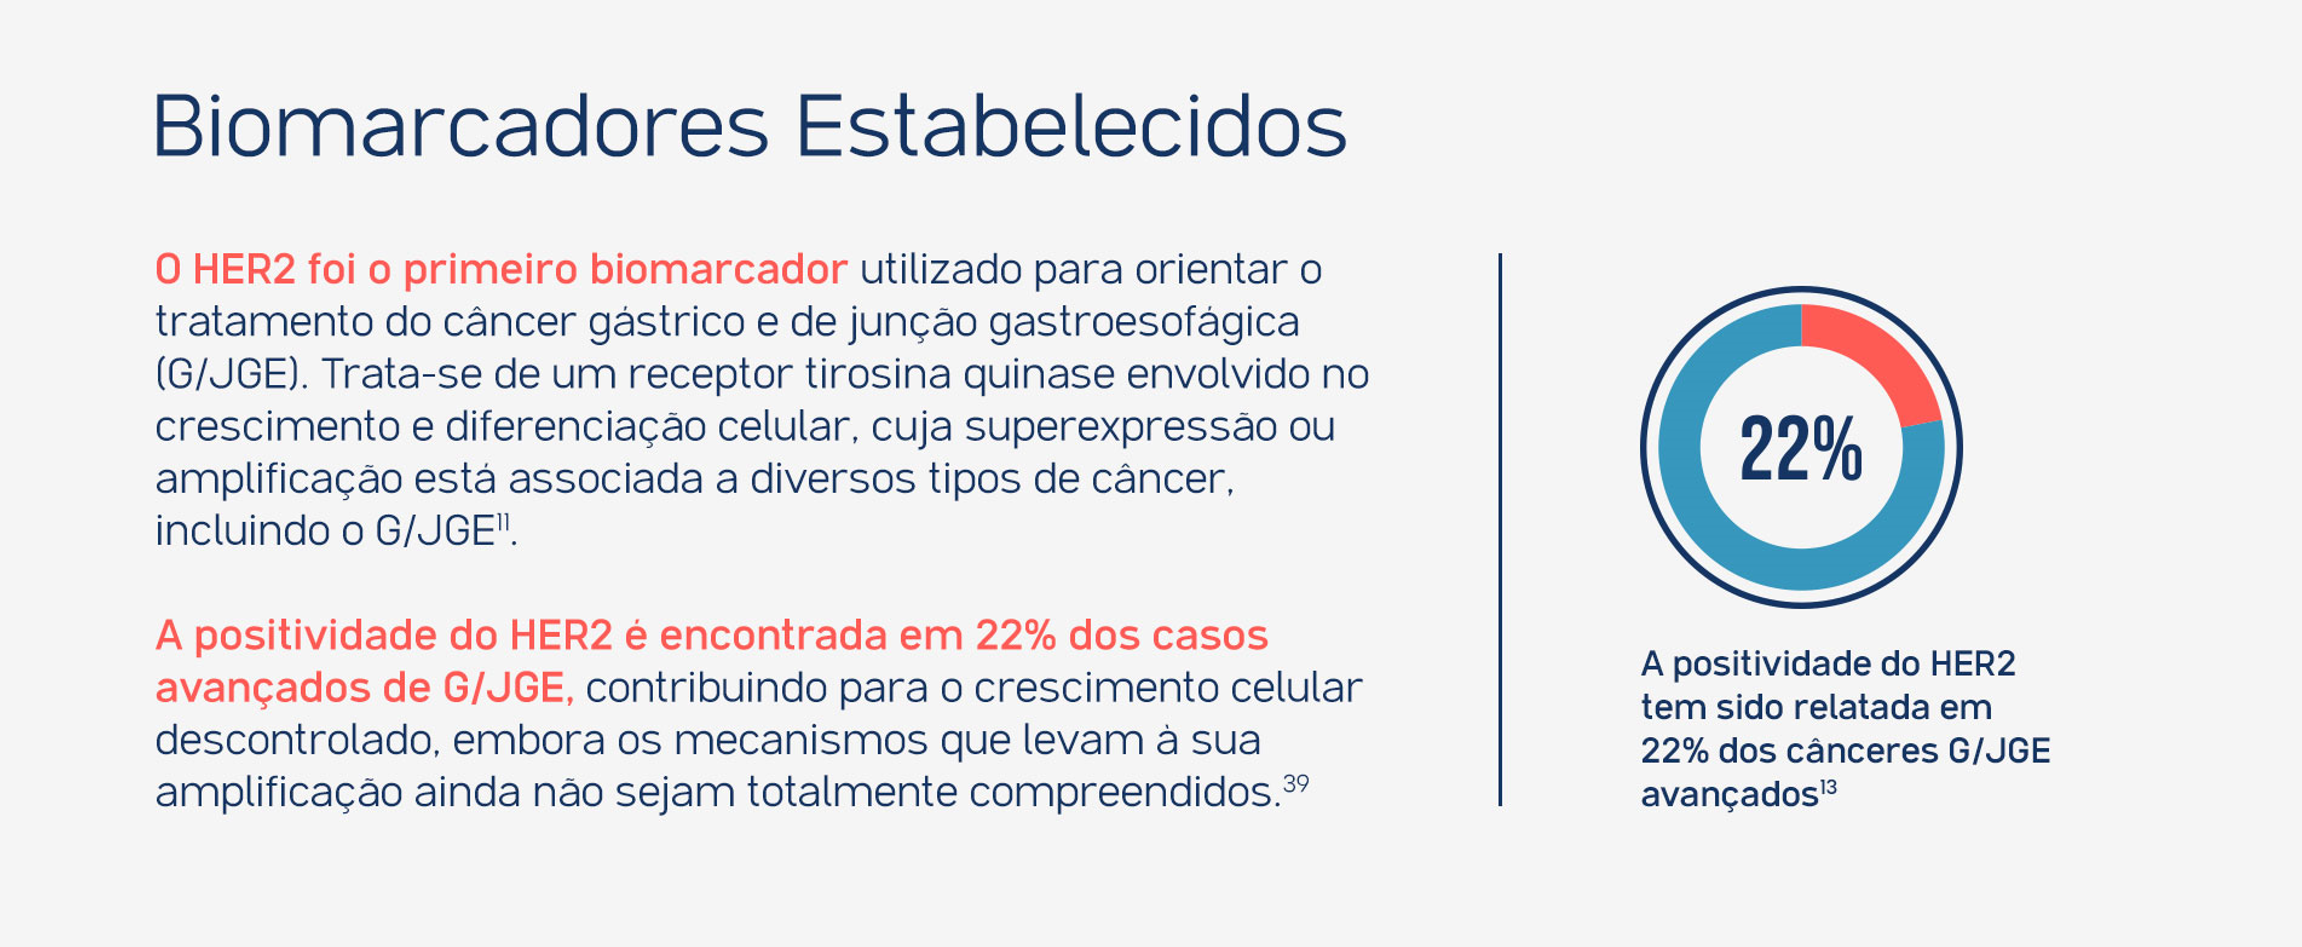 Biomarcadores Estabelecidos
O HER2 foi o primeiro biomarcador utilizado para orientar o
tratamento do câncer gástrico e de junção gastroesofágica
(G/JGE). Trata-se de um receptor tirosina quinase envolvido no
crescimento e diferenciação celular, cuja superexpressão ou
amplificação está associada a diversos tipos de câncer,
incluindo o G/JGE¹¹.
A positividade do HER2 é encontrada em 22% dos casos
avançados de G/JGE, contribuindo para o crescimento celular
descontrolado, embora os mecanismos que levam à sua
amplificação ainda não sejam totalmente compreendidos.³⁹
22%
A positividade do HER2
tem sido relatada em
22% dos cânceres G/JGE
avançados¹³